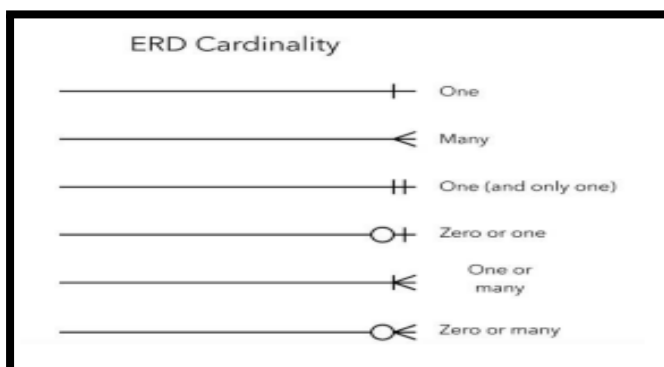 ERD Cardinality
One
Many
One (and only one)
Zero or one
One or
many
Zero or many